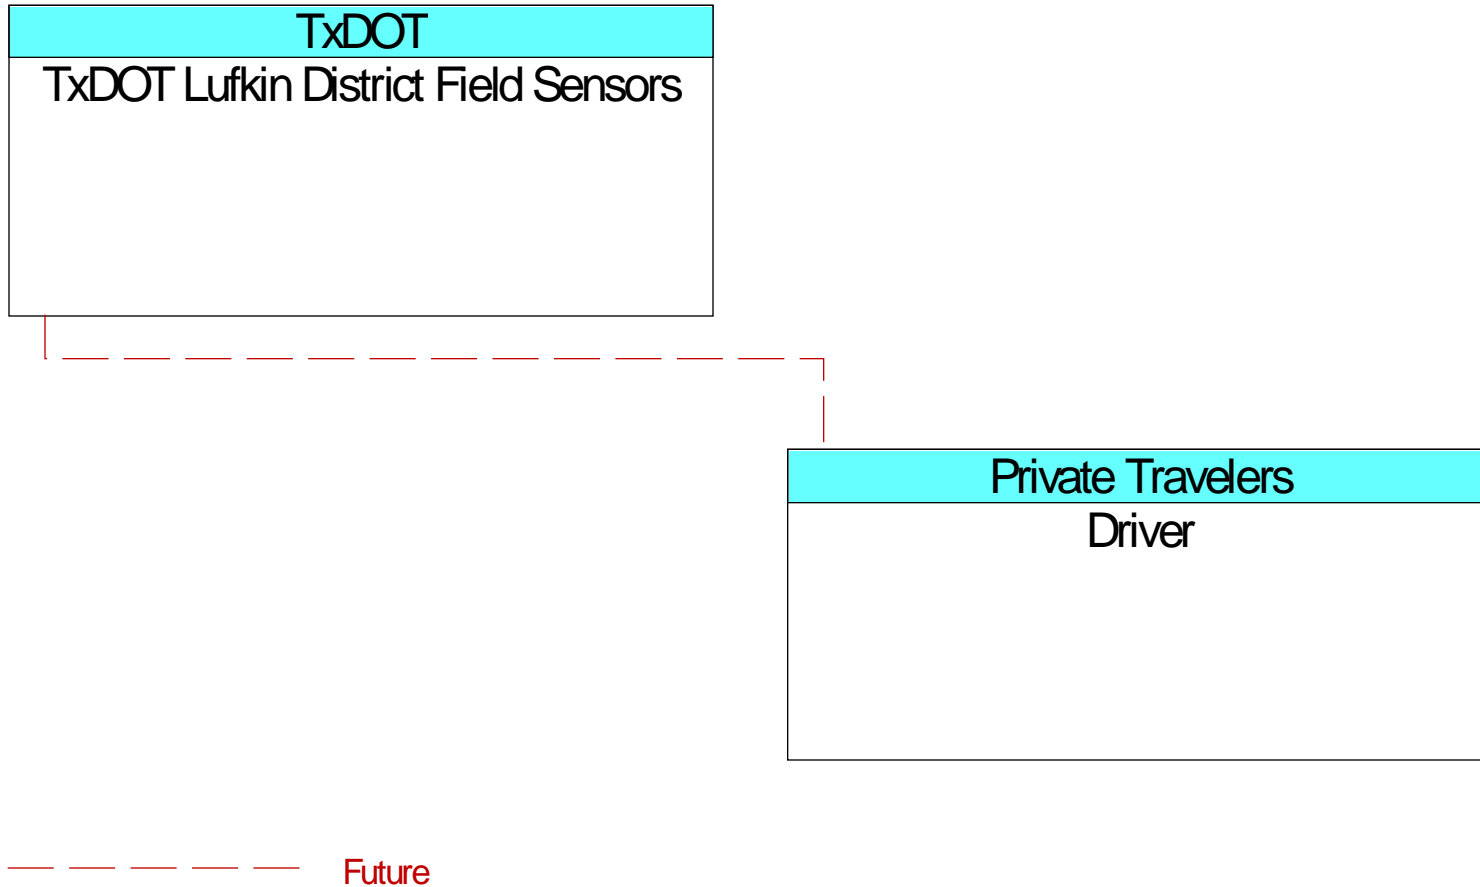 TxDOT
TxDOT Lufkin District Field Sensors
Private Travelers
Driver
Future